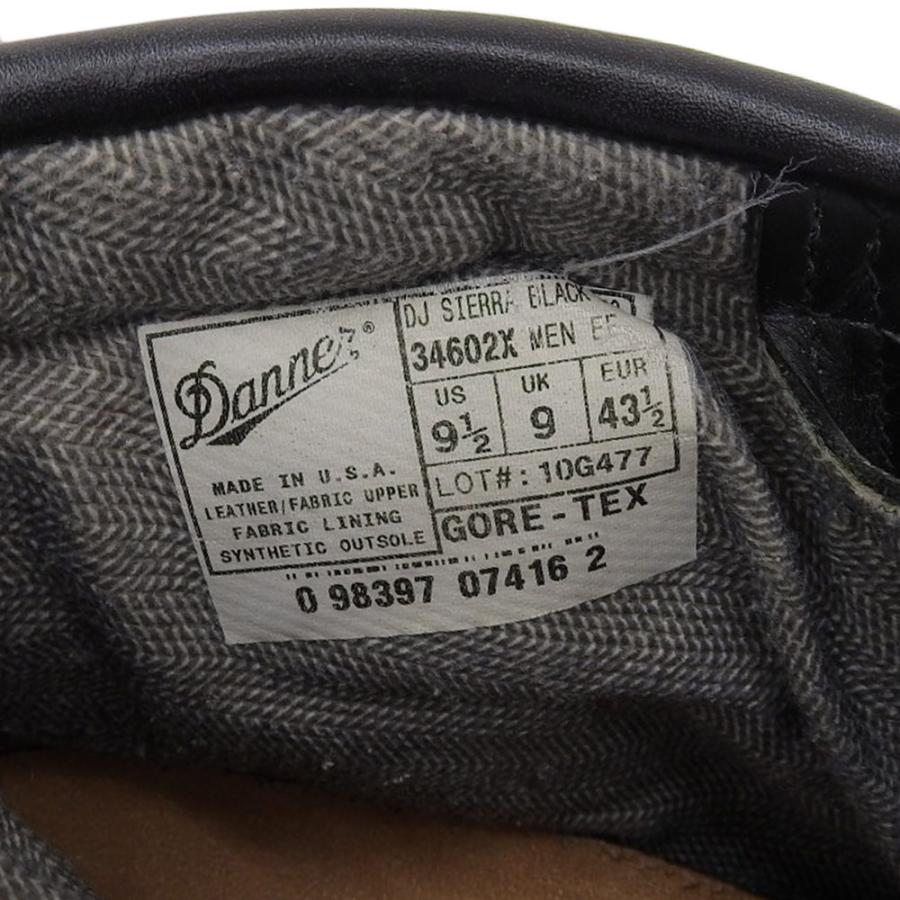 Danner®
MADE IN U.S.A.
LEATHER/FABRIC UPPER
FABRIC LINING
SYNTHETIC OUTSOLE
DJ SIERRA BLACK
34602X MEN EE
US UK EUR
9½ 9 43½
LOT#: 10G477
GORE-TEX
0 98397 07416 2